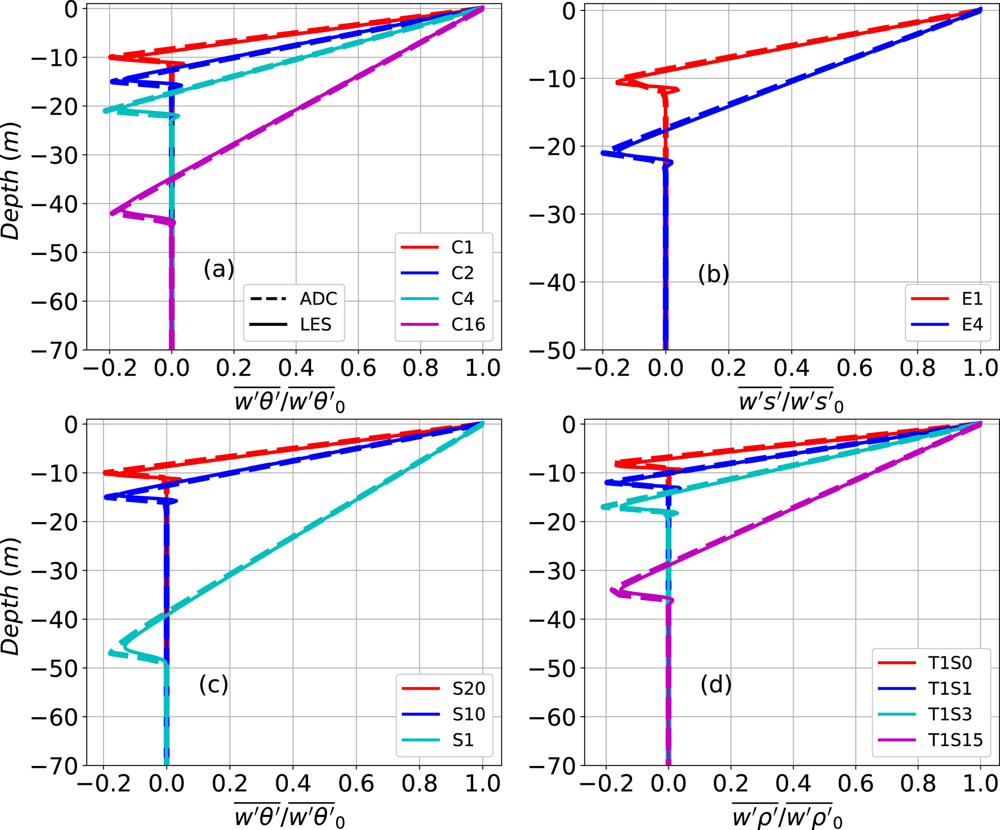 0
−10
−20
−30
−40
−50
−60
−70
Depth (m)
−0.2 0.0 0.2 0.4 0.6 0.8 1.0
w′θ′/w′θ′0
(a)
ADC
LES
C1
C2
C4
C16
0
−10
−20
−30
−40
−50
−0.2 0.0 0.2 0.4 0.6 0.8 1.0
w′s′/w′s′0
(b)
E1
E4
0
−10
−20
−30
−40
−50
−60
−70
Depth (m)
−0.2 0.0 0.2 0.4 0.6 0.8 1.0
w′θ′/w′θ′0
(c)
S20
S10
S1
0
−10
−20
−30
−40
−50
−60
−70
−0.2 0.0 0.2 0.4 0.6 0.8 1.0
w′ρ′/w′ρ′0
(d)
T1S0
T1S1
T1S3
T1S15